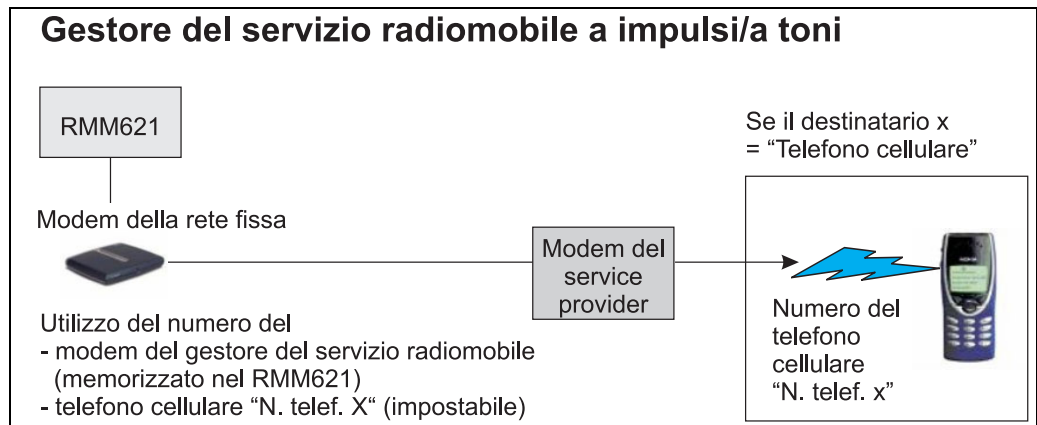 Gestore del servizio radiomobile a impulsi/a toni
RMM621
Modem della rete fissa
Utilizzo del numero del
- modem del gestore del servizio radiomobile
(memorizzato nel RMM621)
- telefono cellulare “N. telef. X“ (impostabile)
Modem del
service
provider
Se il destinatario x
= “Telefono cellulare”
Numero del
telefono
cellulare
“N. telef. x”
NOKIA